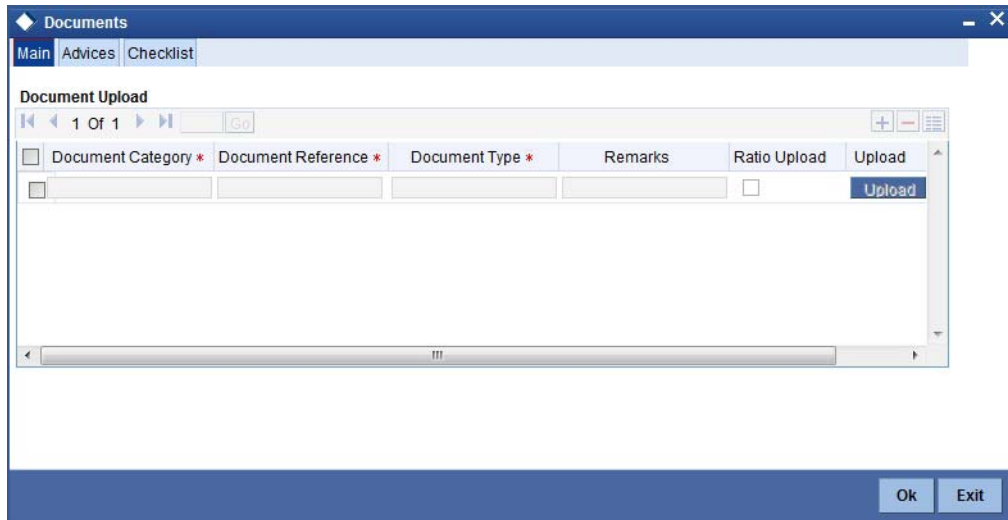 Documents
Main Advices Checklist
Document Upload
1 Of 1 Go
Document Category * Document Reference * Document Type * Remarks Ratio Upload Upload
Upload
Ok Exit